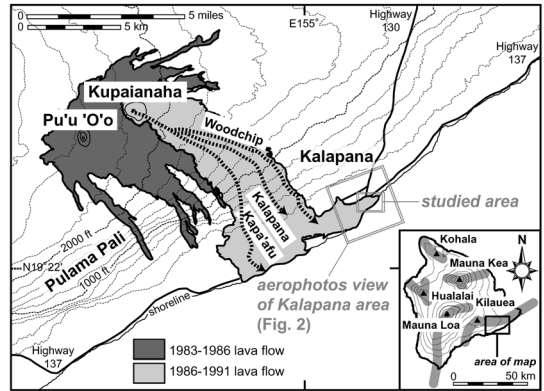 0 5 miles
0 5 km
E155°
Highway
130
Highway
137
Kupaianaha
Pu'u 'O'o
Woodchip
Kalapana
Kalapana
Kapa'afu
studied area
2000 ft
1000 ft
Pulama Pali
N19°22'
shoreline
aerophotos view
of Kalapana area
(Fig. 2)
Highway
137
1983-1986 lava flow
1986-1991 lava flow
Kohala
N
Mauna Kea
Hualalai
Kilauea
Mauna Loa
area of map
0 50 km